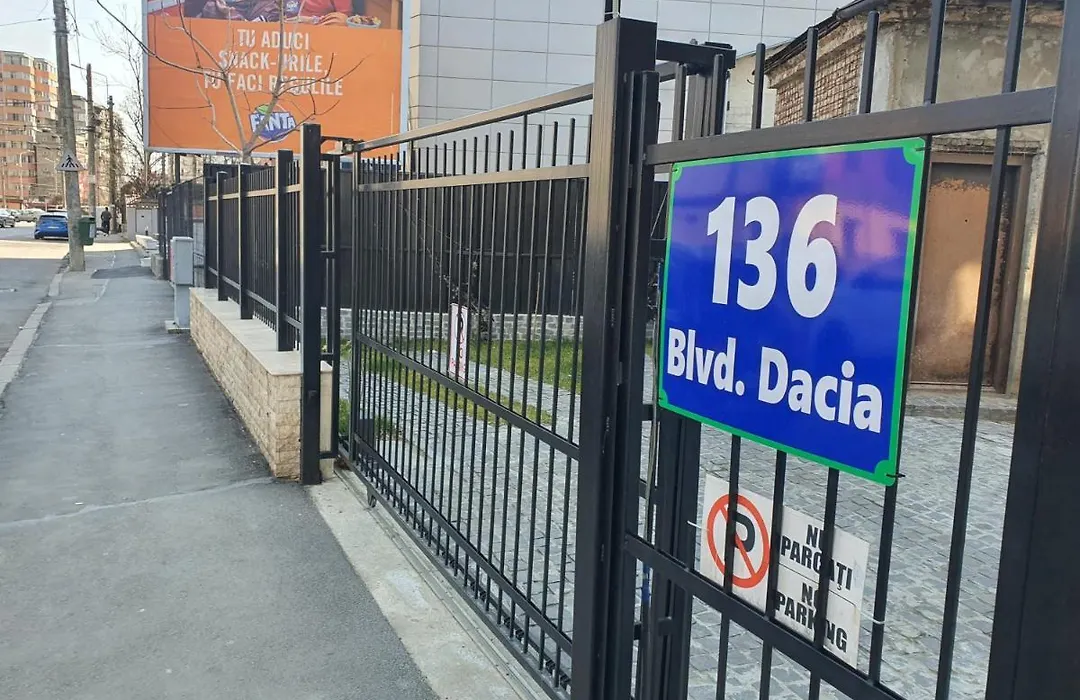 TU ADUCI
SNACK-URILE,
TU FACI REGULILE
FANTA
136
Blvd. Dacia
NU
PARCAȚI
NO
PARKING